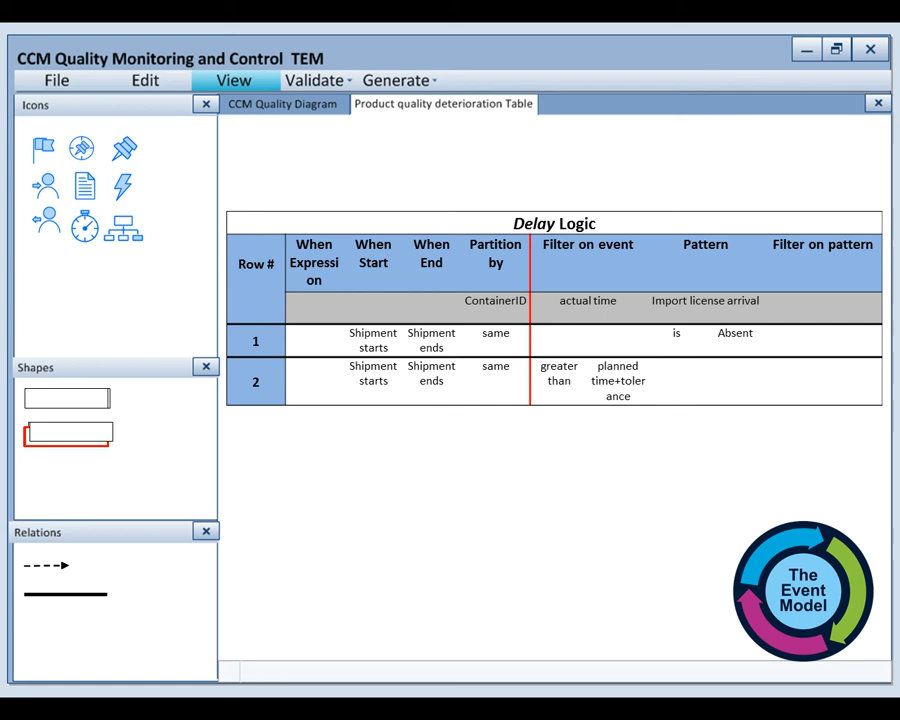 CCM Quality Monitoring and Control TEM
File Edit View Validate Generate
Icons
CCM Quality Diagram Product quality deterioration Table
Delay Logic
Row # When Expressi on When Start When End Partition by Filter on event Pattern Filter on pattern
ContainerID actual time Import license arrival
1 Shipment starts Shipment ends same is Absent
2 Shipment starts Shipment ends same greater than planned time+toler ance
Shapes
Relations
The
Event
Model